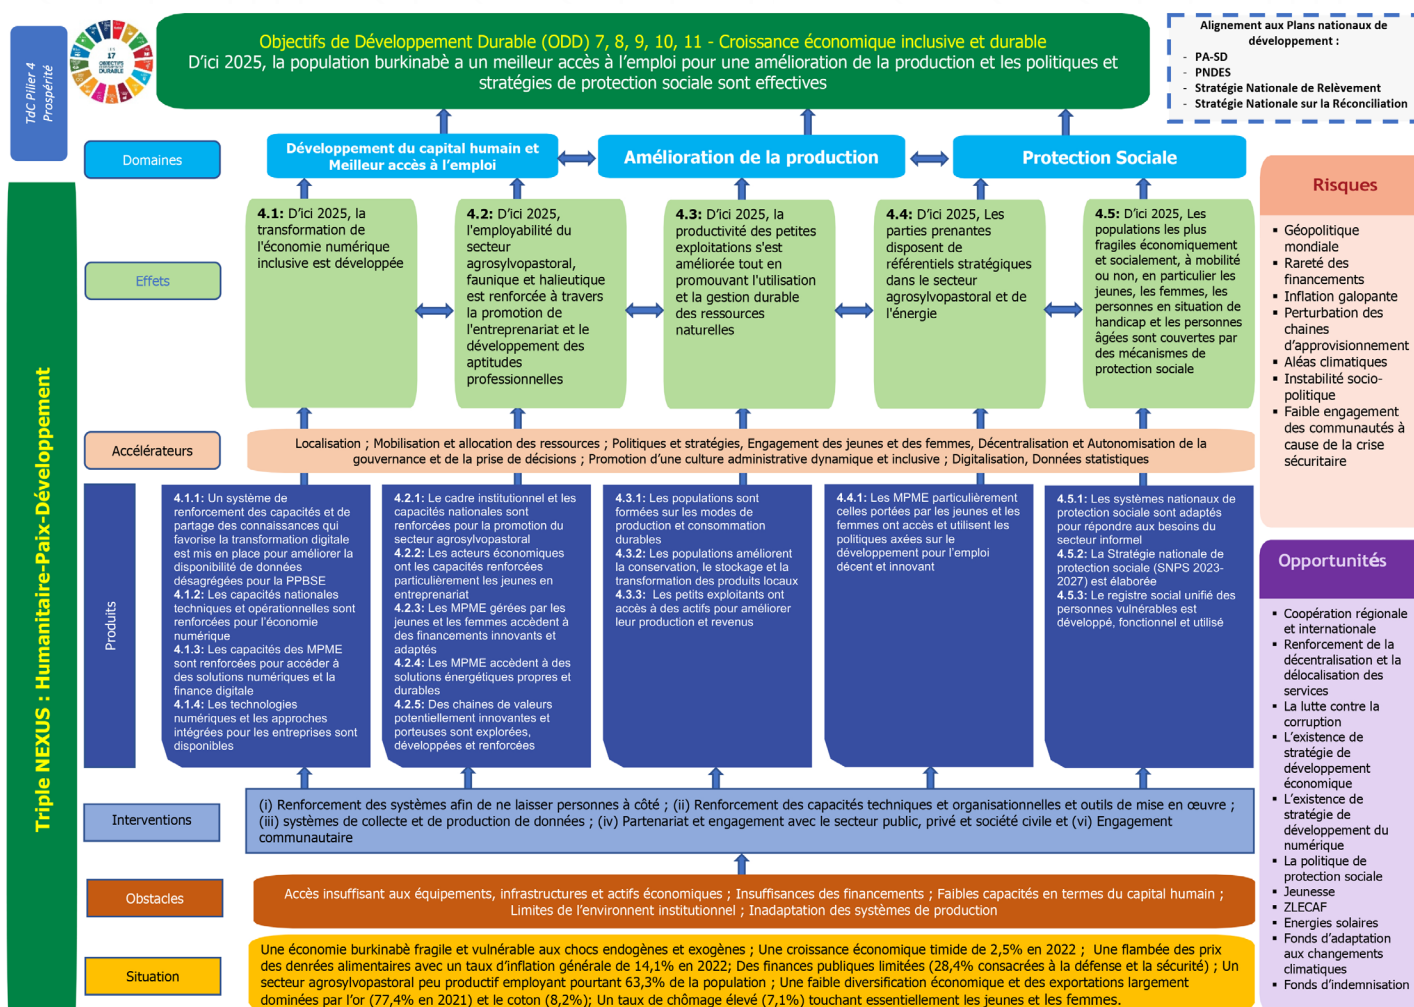 TdC Pilier 4
Prospérité
17
OBJECTIFS
DURABLE
Objectifs de Développement Durable (ODD) 7, 8, 9, 10, 11 - Croissance économique inclusive et durable
D’ici 2025, la population burkinabè a un meilleur accès à l’emploi pour une amélioration de la production et les politiques et
stratégies de protection sociale sont effectives
Alignement aux Plans nationaux de
développement :
- PA-SD
- PNDES
- Stratégie Nationale de Relèvement
- Stratégie Nationale sur la Réconciliation
Triple NEXUS : Humanitaire-Paix-Développement
Domaines
Développement du capital humain et
Meilleur accès à l’emploi
Amélioration de la production
Protection Sociale
Effets
4.1: D’ici 2025, la
transformation de
l'économie numérique
inclusive est développée
4.2: D’ici 2025,
l'employabilité du
secteur
agrosylvopastoral,
faunique et halieutique
est renforcée à travers
la promotion de
l'entreprenariat et le
développement des
aptitudes
professionnelles
4.3: D’ici 2025, la
productivité des petites
exploitations s'est
améliorée tout en
promouvant l'utilisation
et la gestion durable
des ressources
naturelles
4.4: D’ici 2025, Les
parties prenantes
disposent de
référentiels stratégiques
dans le secteur
agrosylvopastoral et de
l'énergie
4.5: D’ici 2025, Les
populations les plus
fragiles économiquement
et socialement, à mobilité
ou non, en particulier les
jeunes, les femmes, les
personnes en situation de
handicap et les personnes
âgées sont couvertes par
des mécanismes de
protection sociale
Accélérateurs
Localisation ; Mobilisation et allocation des ressources ; Politiques et stratégies, Engagement des jeunes et des femmes, Décentralisation et Autonomisation de la
gouvernance et de la prise de décisions ; Promotion d’une culture administrative dynamique et inclusive ; Digitalisation, Données statistiques
Produits
4.1.1: Un système de
renforcement des capacités et de
partage des connaissances qui
favorise la transformation digitale
est mis en place pour améliorer la
disponibilité de données
désagrégées pour la PPBSE
4.1.2: Les capacités nationales
techniques et opérationnelles sont
renforcées pour l’économie
numérique
4.1.3: Les capacités des MPME
sont renforcées pour accéder à
des solutions numériques et la
finance digitale
4.1.4: Les technologies
numériques et les approches
intégrées pour les entreprises sont
disponibles
4.2.1: Le cadre institutionnel et les
capacités nationales sont
renforcées pour la promotion du
secteur agrosylvopastoral
4.2.2: Les acteurs économiques
ont les capacités renforcées
particulièrement les jeunes en
entreprenariat
4.2.3: Les MPME gérées par les
jeunes et les femmes accèdent à
des financements innovants et
adaptés
4.2.4: Les MPME accèdent à des
solutions énergétiques propres et
durables
4.2.5: Des chaines de valeurs
potentiellement innovantes et
porteuses sont explorées,
développées et renforcées
4.3.1: Les populations sont
formées sur les modes de
production et consommation
durables
4.3.2: Les populations améliorent
la conservation, le stockage et la
transformation des produits locaux
4.3.3: Les petits exploitants ont
accès à des actifs pour améliorer
leur production et revenus
4.4.1: Les MPME particulièrement
celles portées par les jeunes et les
femmes ont accès et utilisent les
politiques axées sur le
développement pour l’emploi
décent et innovant
4.5.1: Les systèmes nationaux de
protection sociale sont adaptés
pour répondre aux besoins du
secteur informel
4.5.2: La Stratégie nationale de
protection sociale (SNPS 2023-
2027) est élaborée
4.5.3: Le registre social unifié des
personnes vulnérables est
développé, fonctionnel et utilisé
Interventions
(i) Renforcement des systèmes afin de ne laisser personnes à côté ; (ii) Renforcement des capacités techniques et organisationnelles et outils de mise en œuvre ;
(iii) systèmes de collecte et de production de données ; (iv) Partenariat et engagement avec le secteur public, privé et société civile et (vi) Engagement
communautaire
Obstacles
Accès insuffisant aux équipements, infrastructures et actifs économiques ; Insuffisances des financements ; Faibles capacités en termes du capital humain ;
Limites de l’environnent institutionnel ; Inadaptation des systèmes de production
Situation
Une économie burkinabè fragile et vulnérable aux chocs endogènes et exogènes ; Une croissance économique timide de 2,5% en 2022 ; Une flambée des prix
des denrées alimentaires avec un taux d’inflation générale de 14,1% en 2022; Des finances publiques limitées (28,4% consacrées à la défense et la sécurité) ; Un
secteur agrosylvopastoral peu productif employant pourtant 63,3% de la population ; Une faible diversification économique et des exportations largement
dominées par l’or (77,4% en 2021) et le coton (8,2%); Un taux de chômage élevé (7,1%) touchant essentiellement les jeunes et les femmes.
Risques
▪ Géopolitique
mondiale
▪ Rareté des
financements
▪ Inflation galopante
▪ Perturbation des
chaines
d’approvisionnement
▪ Aléas climatiques
▪ Instabilité socio-
politique
▪ Faible engagement
des communautés à
cause de la crise
sécuritaire
Opportunités
▪ Coopération régionale
et internationale
▪ Renforcement de la
décentralisation et la
délocalisation des
services
▪ La lutte contre la
corruption
▪ L’existence de
stratégie de
développement
économique
▪ L’existence de
stratégie de
développement du
numérique
▪ La politique de
protection sociale
▪ Jeunesse
▪ ZLECAF
▪ Energies solaires
▪ Fonds d’adaptation
aux changements
climatiques
▪ Fonds d’indemnisation